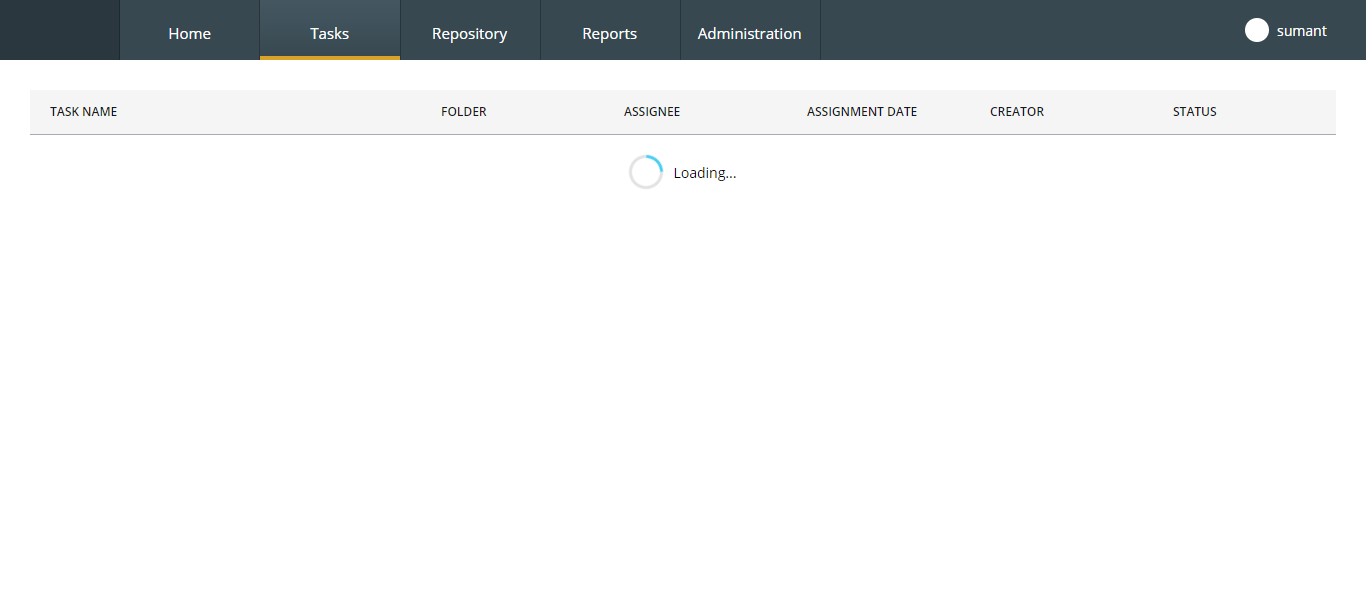 Home Tasks Repository Reports Administration sumant
TASK NAME FOLDER ASSIGNEE ASSIGNMENT DATE CREATOR STATUS
Loading...